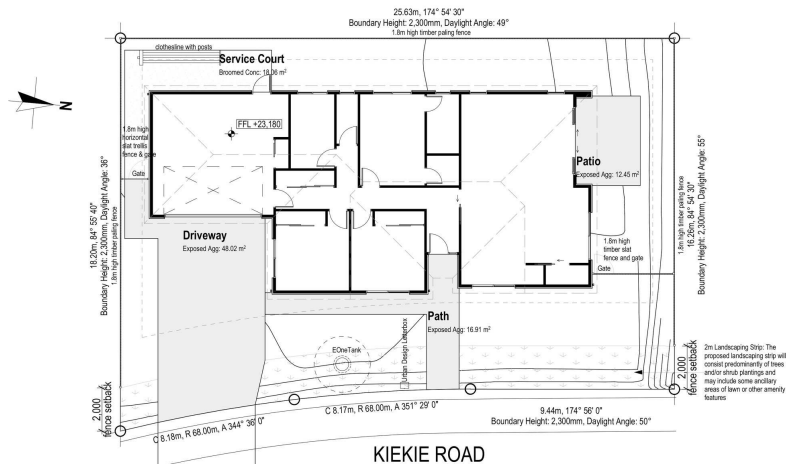 25.63m, 174° 54' 30"
Boundary Height: 2,300mm, Daylight Angle: 49°
1.8m high timber paling fence
clothesline with posts
Service Court
Broomed Conc: 18.06 m²
N
FFL +23,180
1.8m high
horizontal
slat trellis
fence & gate
Gate
18.20m, 84° 55' 40"
Boundary Height: 2,300mm, Daylight Angle: 36°
1.8m high timber paling fence
Driveway
Exposed Agg: 48.02 m²
Patio
Exposed Agg: 12.45 m²
1.8m high
timber slat
fence and gate
Gate
1.8m high timber paling fence
16.26m, 84° 54' 30"
Boundary Height: 2,300mm, Daylight Angle: 55°
Path
Exposed Agg: 16.91 m²
EOneTank
Urban Design Letterbox
2,000
fence setback
2,000
fence setback
2m Landscaping Strip: The
proposed landscaping strip will
consist predominantly of trees
and/or shrub plantings and
may include some ancillary
areas of lawn or other amenity
features
C 8.18m, R 68.00m, A 344° 36' 0"
C 8.17m, R 68.00m, A 351° 29' 0"
9.44m, 174° 56' 0"
Boundary Height: 2,300mm, Daylight Angle: 50°
KIEKIE ROAD